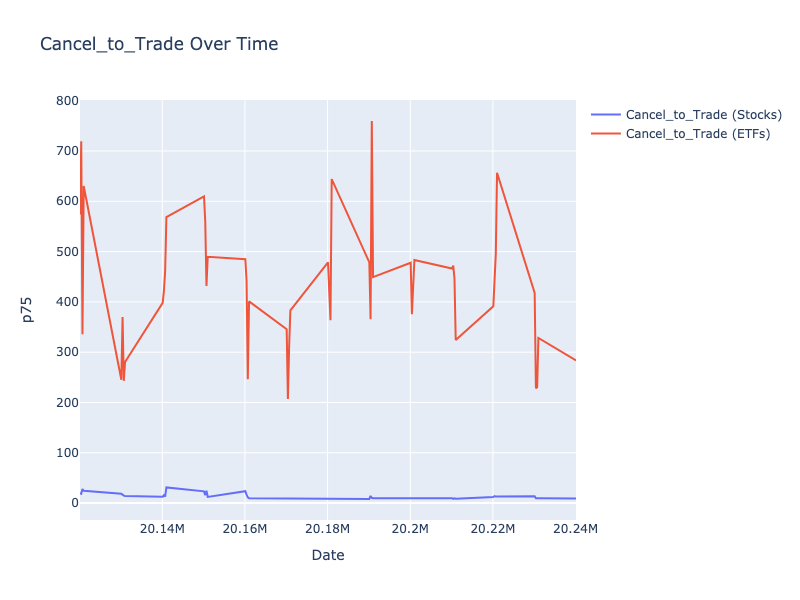 Cancel_to_Trade Over Time
Cancel_to_Trade (Stocks)
Cancel_to_Trade (ETFs)
800
700
600
500
400
300
200
100
0
p75
20.14M
20.16M
20.18M
20.2M
20.22M
20.24M
Date